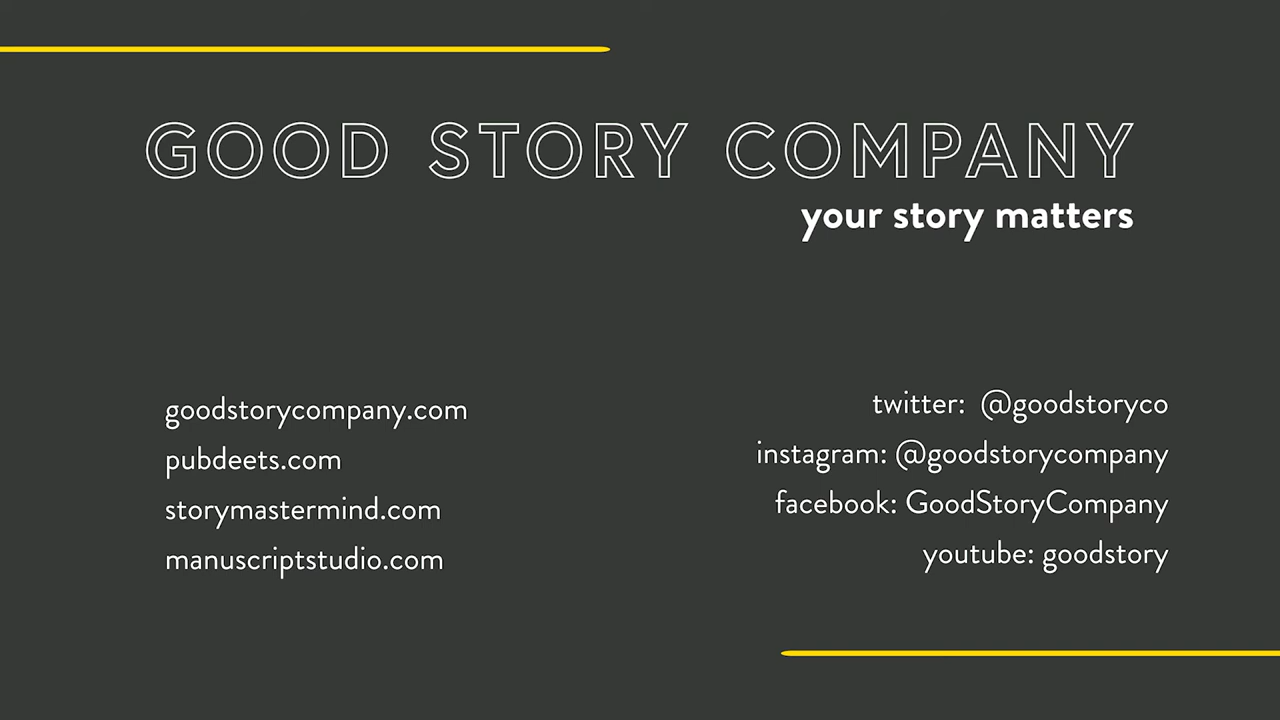 GOOD STORY COMPANY
your story matters
goodstorycompany.com
pubdeets.com
storymastermind.com
manuscriptstudio.com
twitter: @goodstoryco
instagram: @goodstorycompany
facebook: GoodStoryCompany
youtube: goodstory